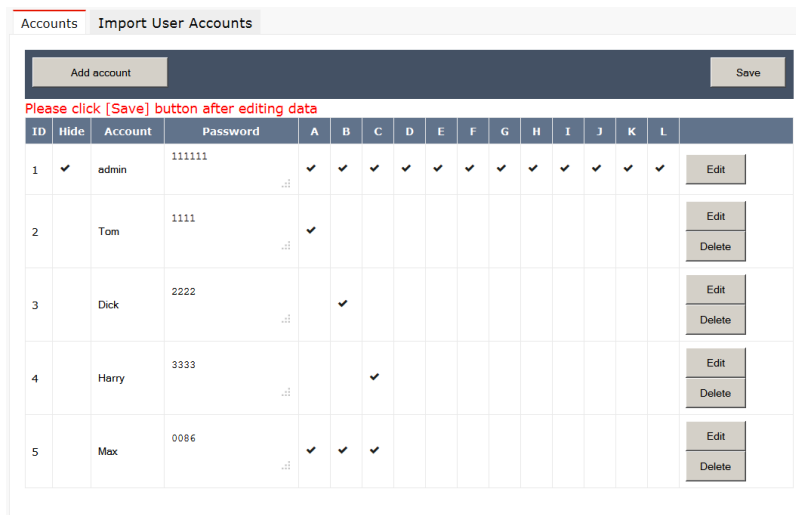 Accounts Import User Accounts
Add account Save
Please click [Save] button after editing data
ID Hide Account Password A B C D E F G H I J K L
1 ✔ admin 111111 ✔ ✔ ✔ ✔ ✔ ✔ ✔ ✔ ✔ ✔ ✔ ✔ Edit
2 Tom 1111 ✔ Edit
Delete
3 Dick 2222 ✔ Edit
Delete
4 Harry 3333 ✔ Edit
Delete
5 Max 0086 ✔ ✔ ✔ Edit
Delete